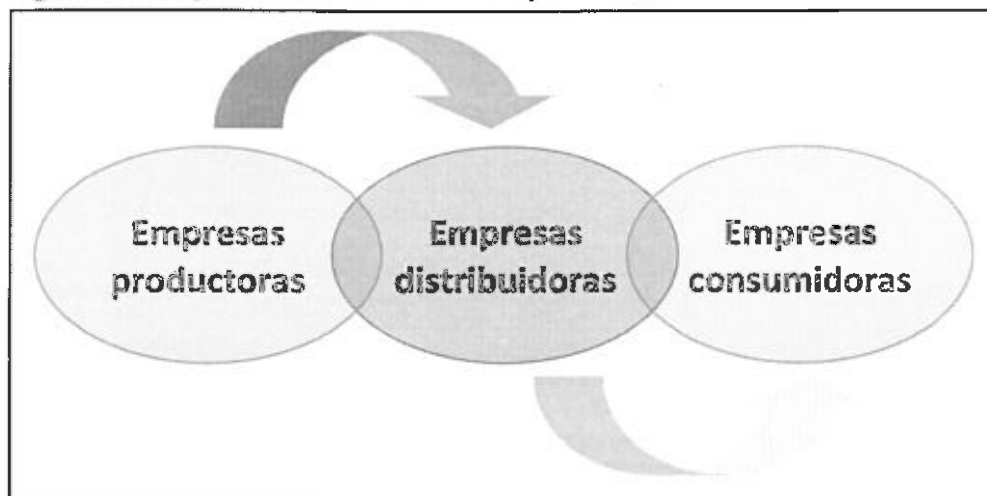 Empresas
productoras
Empresas
distribuidoras
Empresas
consumidoras